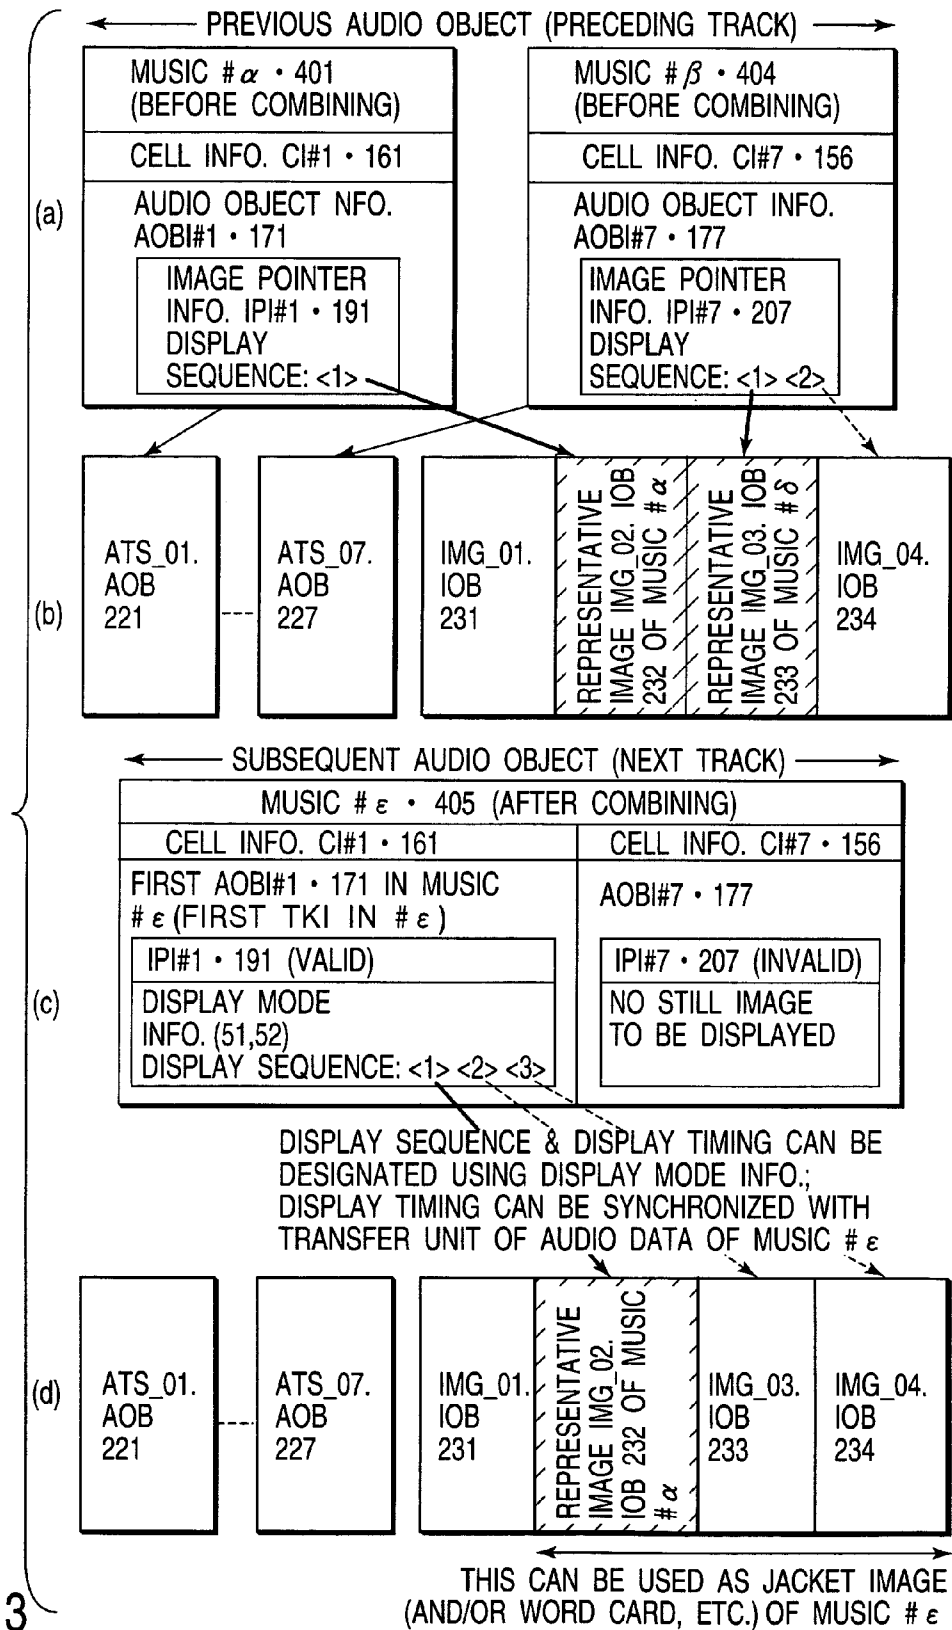 PREVIOUS AUDIO OBJECT (PRECEDING TRACK)
(a)
MUSIC #α · 401
(BEFORE COMBINING)
CELL INFO. CI#1 · 161
AUDIO OBJECT NFO.
AOBI#1 · 171
IMAGE POINTER
INFO. IPI#1 · 191
DISPLAY
SEQUENCE: <1>
MUSIC #β · 404
(BEFORE COMBINING)
CELL INFO. CI#7 · 156
AUDIO OBJECT INFO.
AOBI#7 · 177
IMAGE POINTER
INFO. IPI#7 · 207
DISPLAY
SEQUENCE: <1> <2>
(b)
ATS_01.
AOB
221
ATS_07.
AOB
227
IMG_01.
IOB
231
REPRESENTATIVE
IMAGE IMG_02. IOB
232 OF MUSIC #α
REPRESENTATIVE
IMAGE IMG_03. IOB
233 OF MUSIC #δ
IMG_04.
IOB
234
SUBSEQUENT AUDIO OBJECT (NEXT TRACK)
(c)
MUSIC #ε · 405 (AFTER COMBINING)
CELL INFO. CI#1 · 161
FIRST AOBI#1 · 171 IN MUSIC
#ε (FIRST TKI IN #ε)
IPI#1 · 191 (VALID)
DISPLAY MODE
INFO. (51,52)
DISPLAY SEQUENCE: <1> <2> <3>
CELL INFO. CI#7 · 156
AOBI#7 · 177
IPI#7 · 207 (INVALID)
NO STILL IMAGE
TO BE DISPLAYED
DISPLAY SEQUENCE & DISPLAY TIMING CAN BE
DESIGNATED USING DISPLAY MODE INFO.;
DISPLAY TIMING CAN BE SYNCHRONIZED WITH
TRANSFER UNIT OF AUDIO DATA OF MUSIC #ε
(d)
ATS_01.
AOB
221
ATS_07.
AOB
227
IMG_01.
IOB
231
REPRESENTATIVE
IMAGE IMG_02.
IOB 232 OF MUSIC
#α
IMG_03.
IOB
233
IMG_04.
IOB
234
THIS CAN BE USED AS JACKET IMAGE
(AND/OR WORD CARD, ETC.) OF MUSIC #ε
3